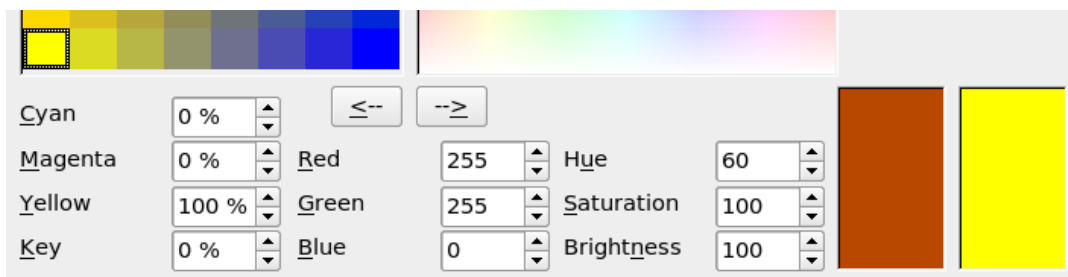 Cyan 0 % <-- -->
Magenta 0 % Red 255 Hue 60
Yellow 100 % Green 255 Saturation 100
Key 0 % Blue 0 Brightness 100